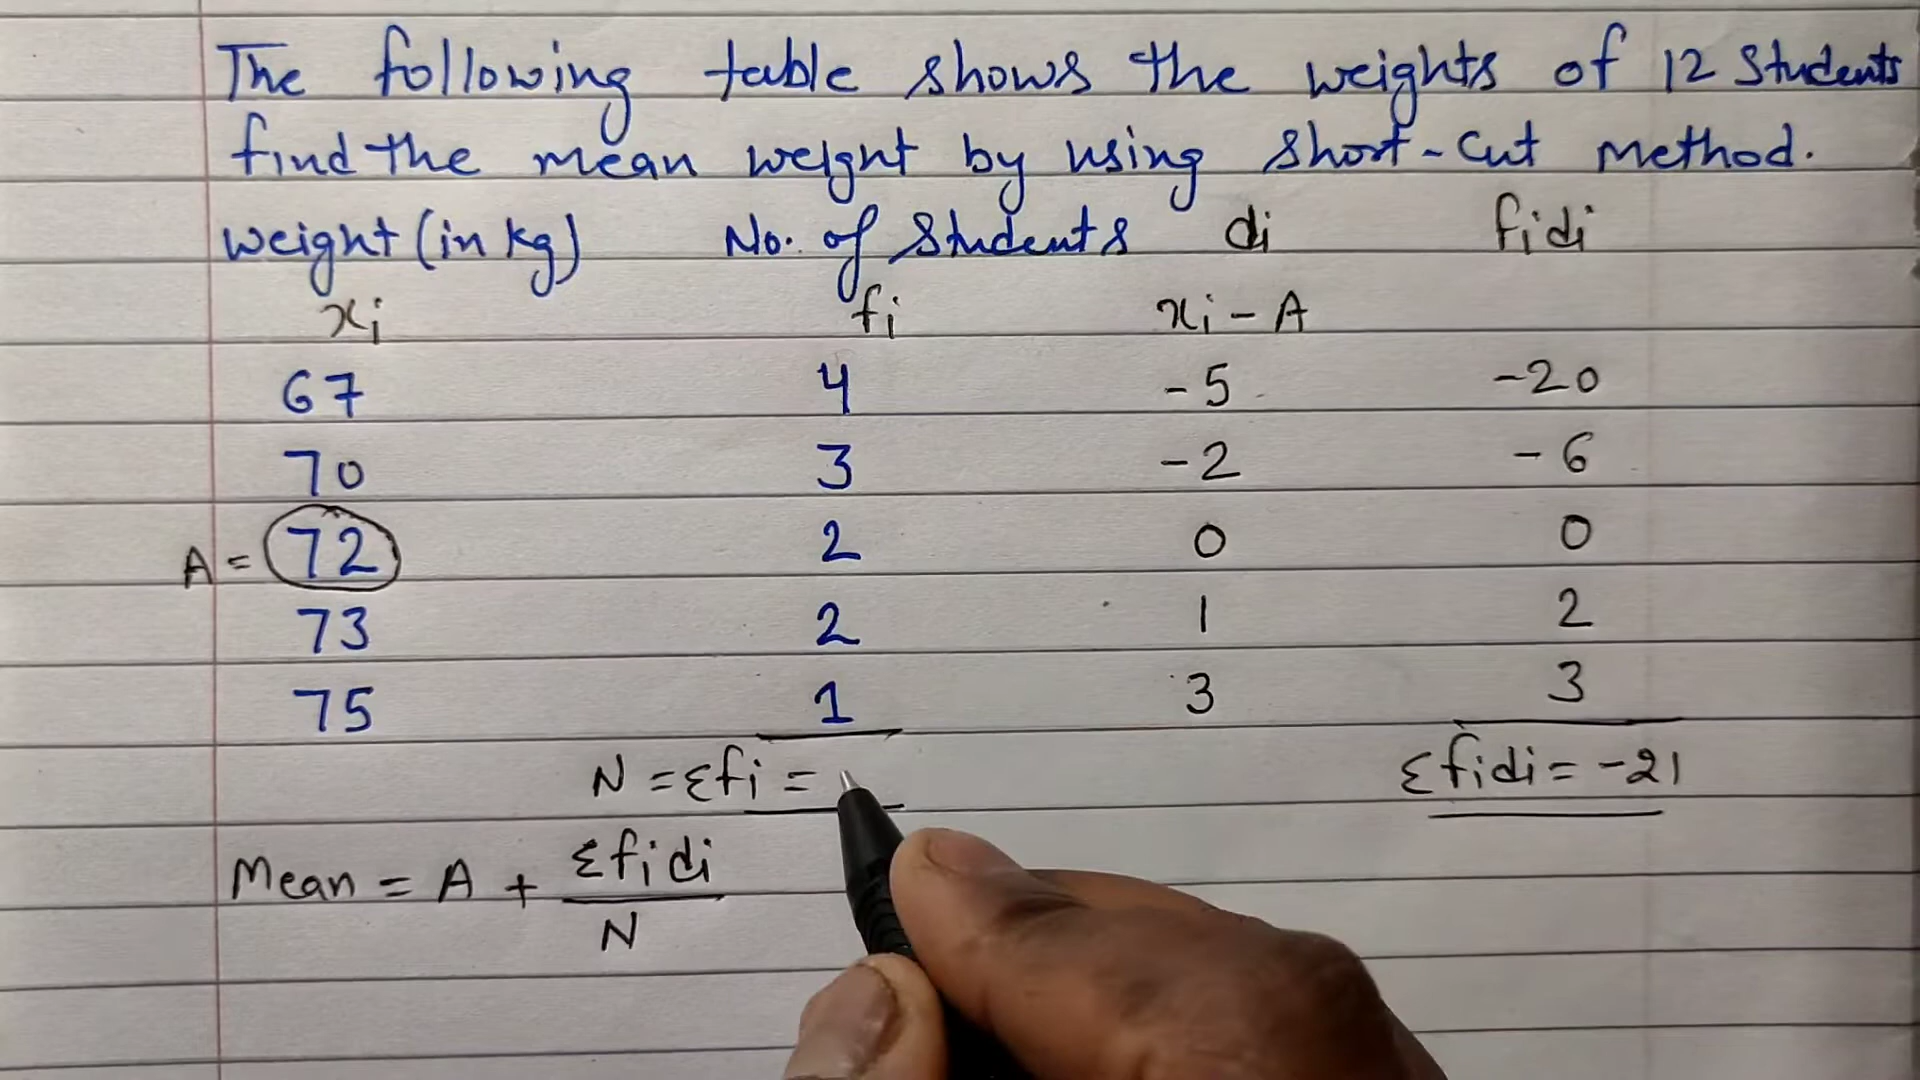 The following table shows the weights of 12 students
find the mean weight by using short-cut method.
weight (in kg) No. of students di fidi
xi fi xi - A
67 4 -5 -20
70 3 -2 -6
A = 72 2 0 0
73 2 1 2
75 1 3 3
N = Σfi = Σfidi = -21
Mean = A + Σfidi
N